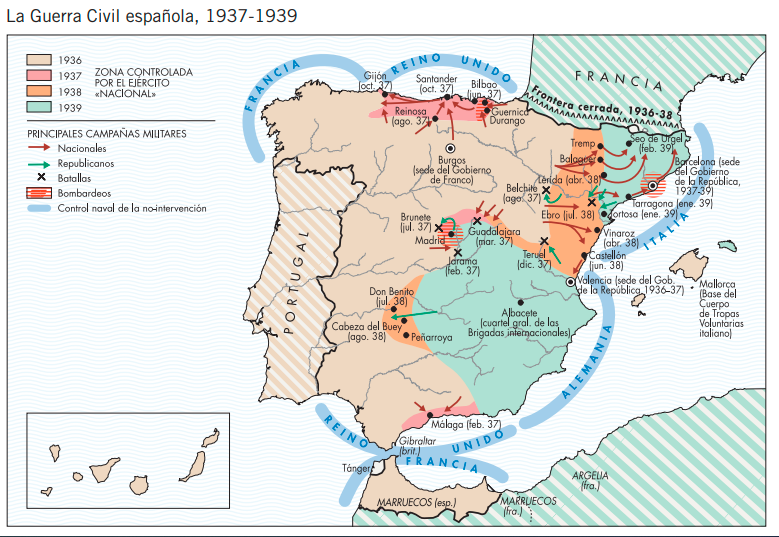 La Guerra Civil española, 1937-1939
1936
1937
1938
1939
ZONA CONTROLADA
POR EL EJÉRCITO
«NACIONAL»
PRINCIPALES CAMPAÑAS MILITARES
Nacionales
Republicanos
Batallas
Bombardeos
Control naval de la no-intervención
FRANCIA
REINO UNIDO
FRANCIA
Frontera cerrada, 1936-38
Gijón
(oct. 37)
Santander
(oct. 37)
Bilbao
(jun. 37)
Reinosa
(ago. 37)
Guernica
Durango
Burgos
(sede del Gobierno
de Franco)
Tremp
Seo de Urgel
(feb. 39)
Balaguer
Lérida (abr. 38)
Barcelona (sede
del Gobierno
de la República,
1937-39)
Belchite
(ago. 37)
Tarragona (ene. 39)
Ebro (jul. 38)
Tortosa (ene. 39)
ITALIA
Brunete
(jul. 37)
Madrid
Guadalajara
(mar. 37)
Jarama
(feb. 37)
Teruel
(dic. 37)
Vinaroz
(abr. 38)
Castellón
(jun. 38)
Valencia (sede del Gob.
de la República, 1936-37)
Mallorca
(Base del
Cuerpo
de Tropas
Voluntarias
italiano)
PORTUGAL
Don Benito
(jul. 38)
Cabeza del Buey
(ago. 38)
Peñarroya
Albacete
(cuartel gral. de las
Brigadas internacionales)
ALEMANIA
Málaga (feb. 37)
REINO UNIDO
Gibraltar
(brit.)
FRANCIA
Tánger
MARRUECOS (esp.)
MARRUECOS
(fra.)
ARGELIA
(fra.)